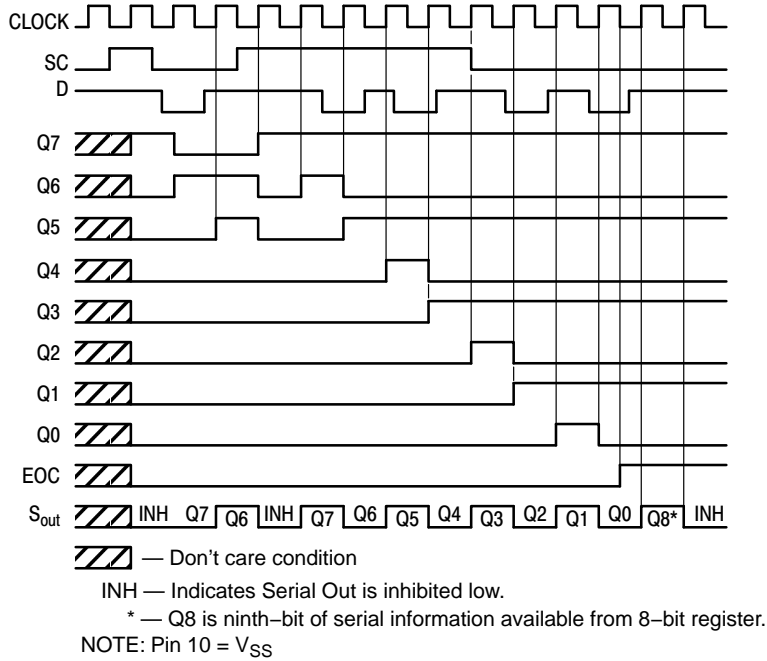 CLOCK
SC
D
Q7
Q6
Q5
Q4
Q3
Q2
Q1
Q0
EOC
Sout INH Q7 Q6 INH Q7 Q6 Q5 Q4 Q3 Q2 Q1 Q0 Q8* INH
— Don't care condition
INH — Indicates Serial Out is inhibited low.
* — Q8 is ninth−bit of serial information available from 8−bit register.
NOTE: Pin 10 = VSS